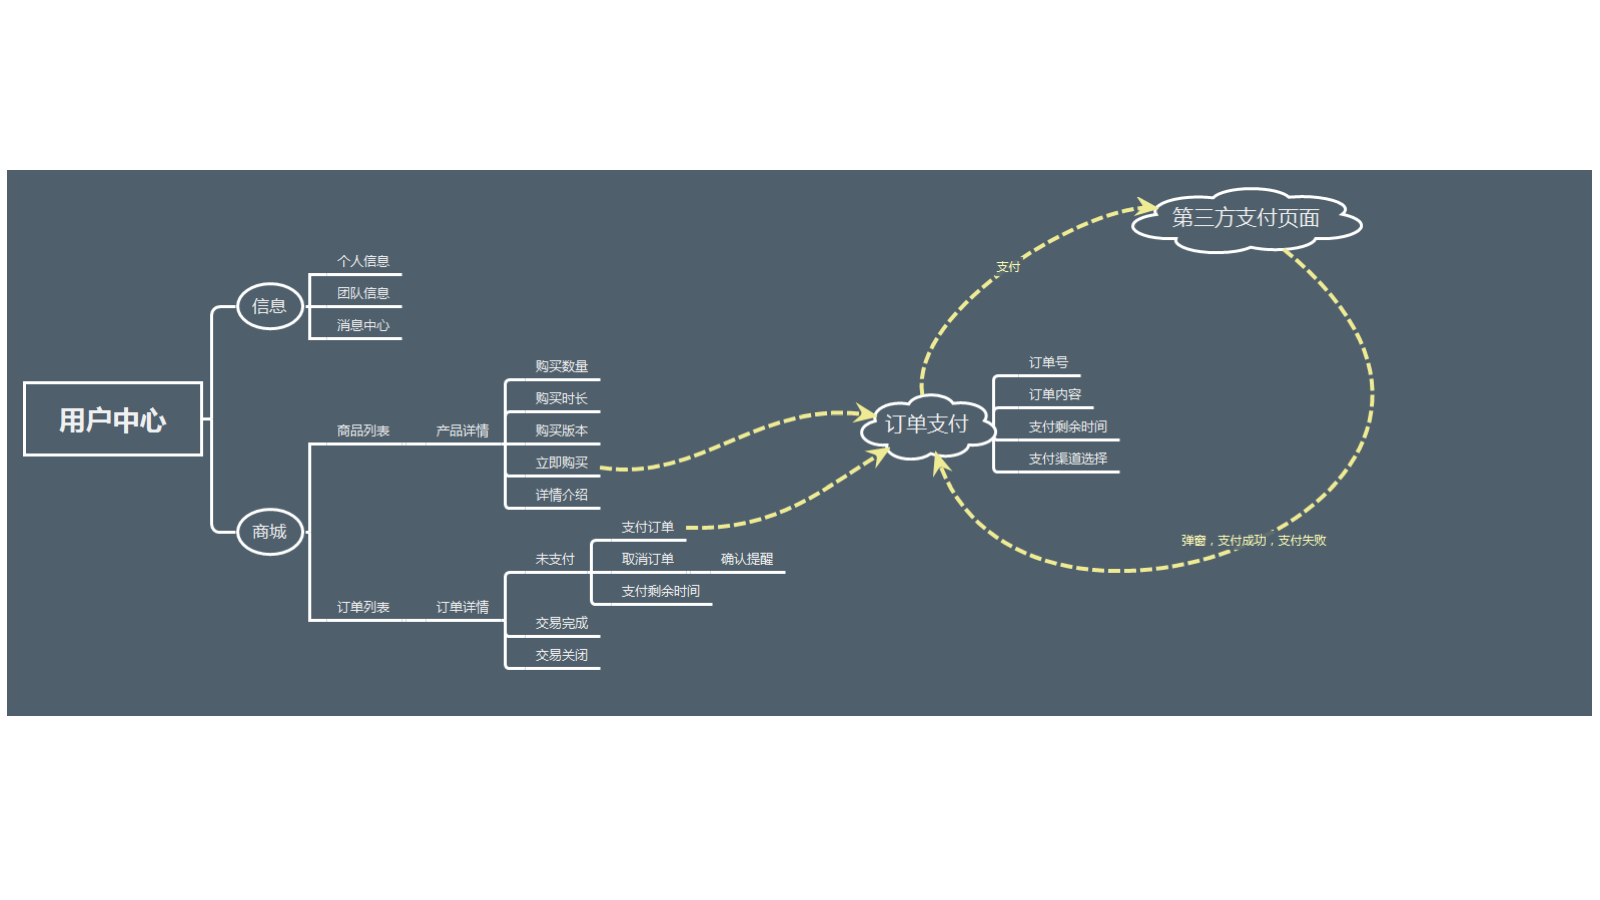 用户中心
信息
个人信息
团队信息
消息中心
商城
商品列表
产品详情
购买数量
购买时长
购买版本
立即购买
详情介绍
订单列表
订单详情
未支付
支付订单
取消订单
确认提醒
支付剩余时间
交易完成
交易关闭
订单支付
订单号
订单内容
支付剩余时间
支付渠道选择
支付
第三方支付页面
弹窗，支付成功，支付失败